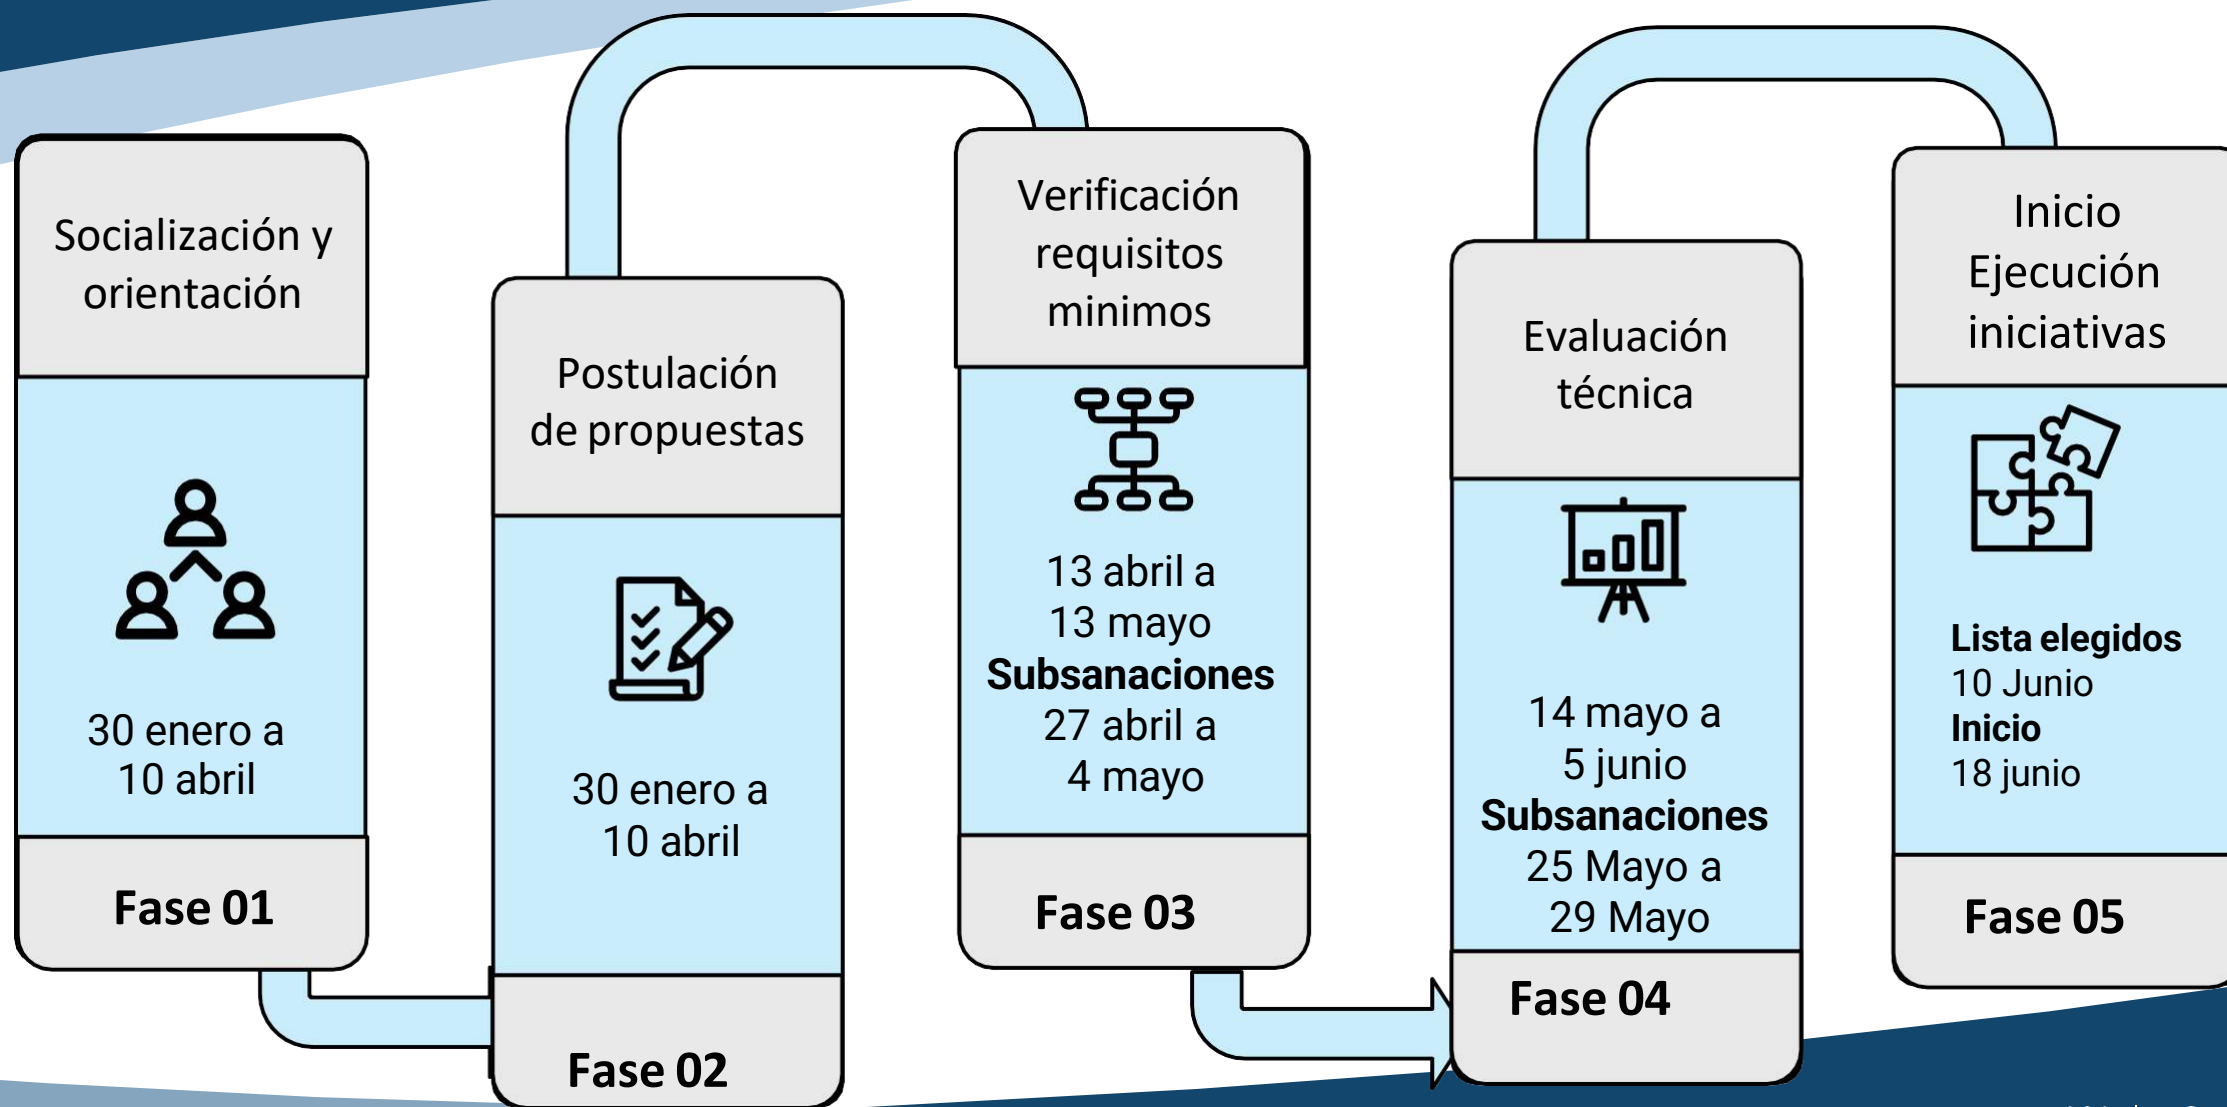 Socialización y
orientación
30 enero a
10 abril
Fase 01
Postulación
de propuestas
30 enero a
10 abril
Fase 02
Verificación
requisitos
minimos
13 abril a
13 mayo
Subsanaciones
27 abril a
4 mayo
Fase 03
Evaluación
técnica
14 mayo a
5 junio
Subsanaciones
25 Mayo a
29 Mayo
Fase 04
Inicio
Ejecución
iniciativas
Lista elegidos
10 Junio
Inicio
18 junio
Fase 05